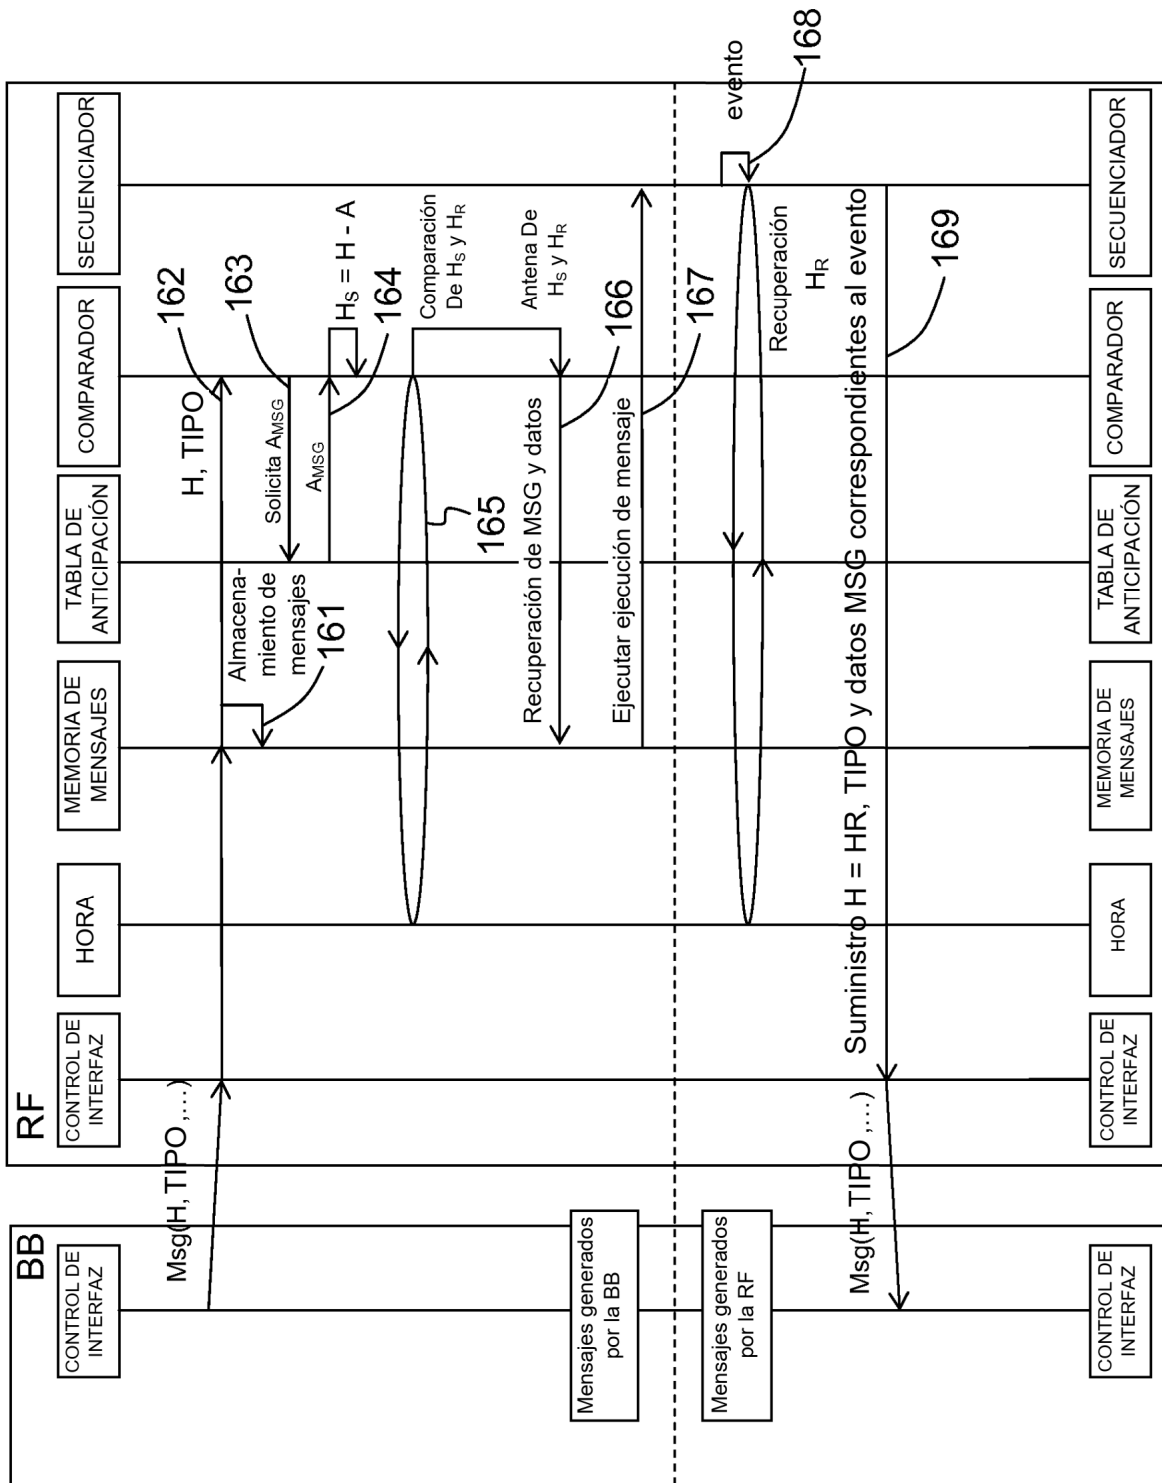 BB
RF
CONTROL DE
INTERFAZ
CONTROL DE
INTERFAZ
HORA
MEMORIA DE
MENSAJES
TABLA DE
ANTICIPACIÓN
COMPARADOR
SECUENCIADOR
Msg(H, TIPO ,...)
H, TIPO
162
Almacena-
miento de
mensajes
161
Solicita AMSG
163
AMSG
HS = H - A
164
Comparación
De HS y HR
165
Antena De
HS y HR
Recuperación de MSG y datos
166
Ejecutar ejecución de mensaje
167
Mensajes generados
por la BB
Mensajes generados
por la RF
evento
168
Recuperación
HR
Suministro H = HR, TIPO y datos MSG correspondientes al evento
169
Msg(H, TIPO ,...)
CONTROL DE
INTERFAZ
CONTROL DE
INTERFAZ
HORA
MEMORIA DE
MENSAJES
TABLA DE
ANTICIPACIÓN
COMPARADOR
SECUENCIADOR